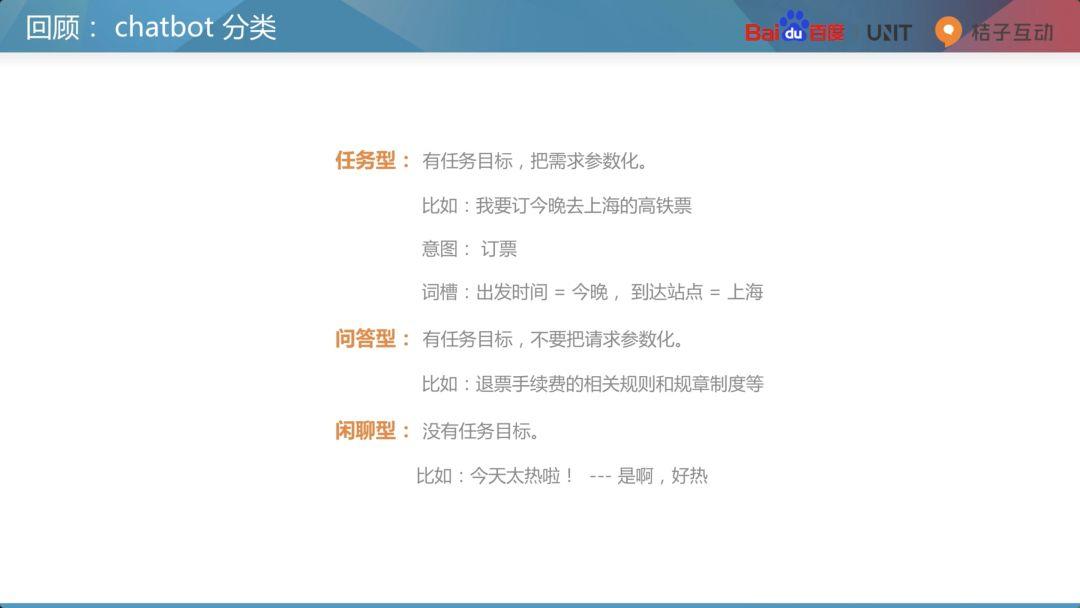 回顾： chatbot 分类
Baidu百度 UNIT 桔子互动
任务型： 有任务目标，把需求参数化。
比如：我要订今晚去上海的高铁票
意图： 订票
词槽：出发时间 = 今晚， 到达站点 = 上海
问答型： 有任务目标，不要把请求参数化。
比如：退票手续费的相关规则和规章制度等
闲聊型： 没有任务目标。
比如：今天太热啦！ --- 是啊，好热